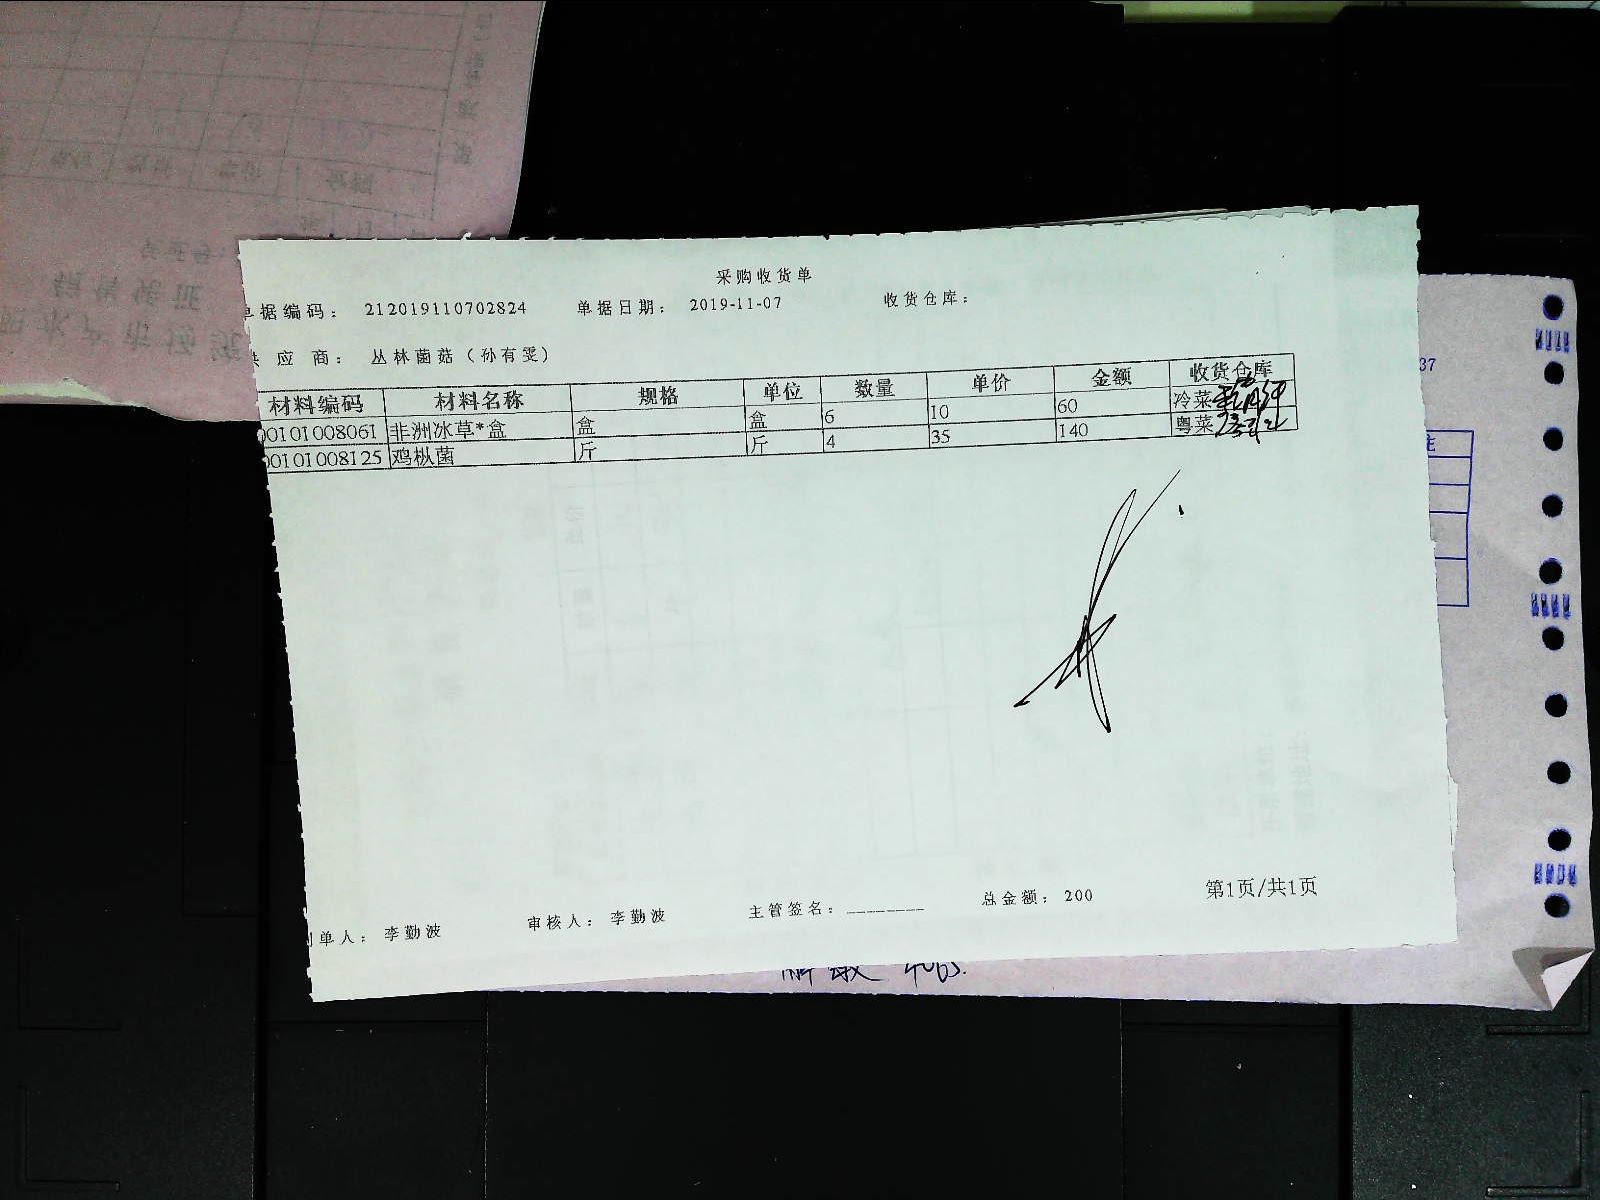 采购收货单
单据编码： 212019110702824 单据日期： 2019-11-07 收货仓库：
供 应 商： 丛林菌菇（孙有雯）
材料编码 材料名称 规格 单位 数量 单价 金额 收货仓库
00101008061 非洲冰草*盒 盒 盒 6 10 60 冷菜
00101008125 鸡枞菌 斤 斤 4 35 140 粤菜
总金额： 200 第1页/共1页
制单人： 李勤波 审核人： 李勤波 主管签名：________
37
注